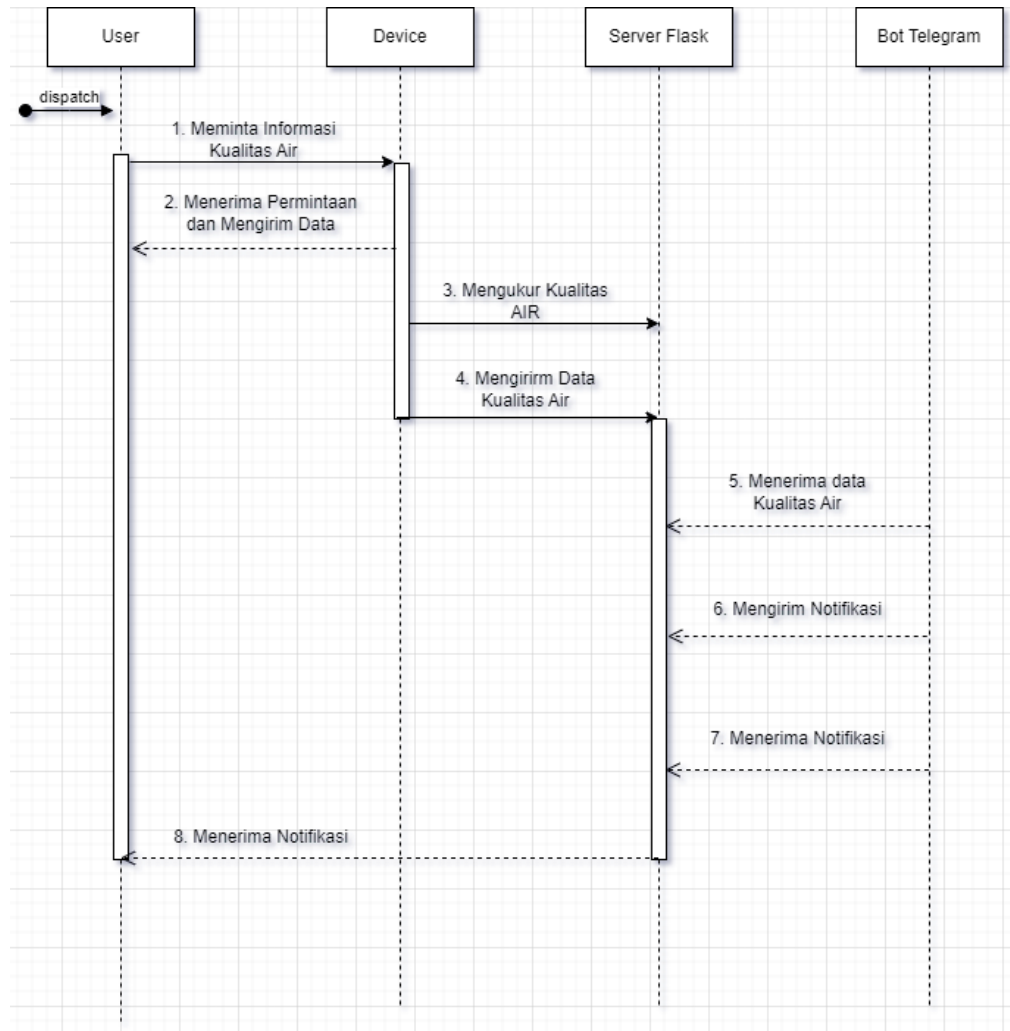 User
Device
Server Flask
Bot Telegram
dispatch
1. Meminta Informasi
Kualitas Air
2. Menerima Permintaan
dan Mengirim Data
3. Mengukur Kualitas
AIR
4. Mengirirm Data
Kualitas Air
5. Menerima data
Kualitas Air
6. Mengirim Notifikasi
7. Menerima Notifikasi
8. Menerima Notifikasi